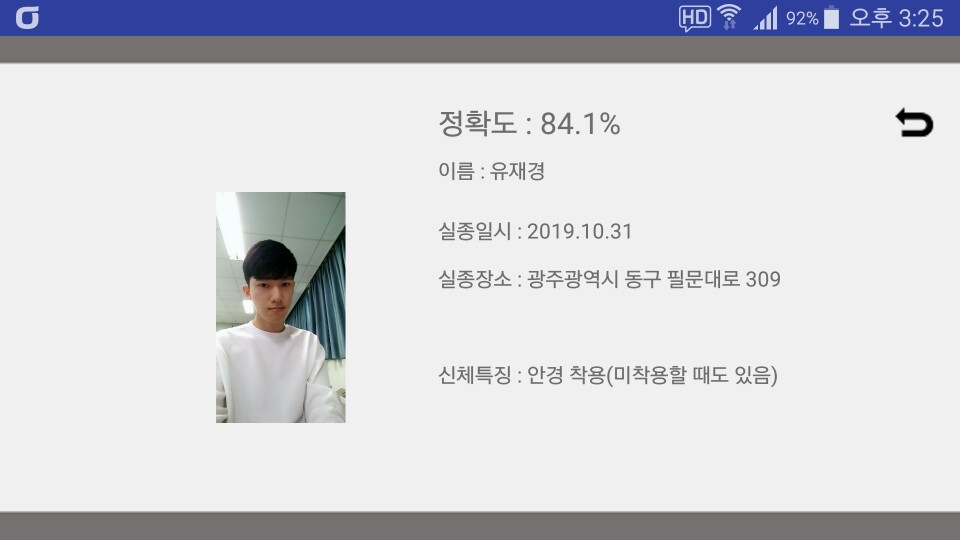 HD 92% 오후 3:25
정확도 : 84.1%
이름 : 유재경
실종일시 : 2019.10.31
실종장소 : 광주광역시 동구 필문대로 309
신체특징 : 안경 착용(미착용할 때도 있음)